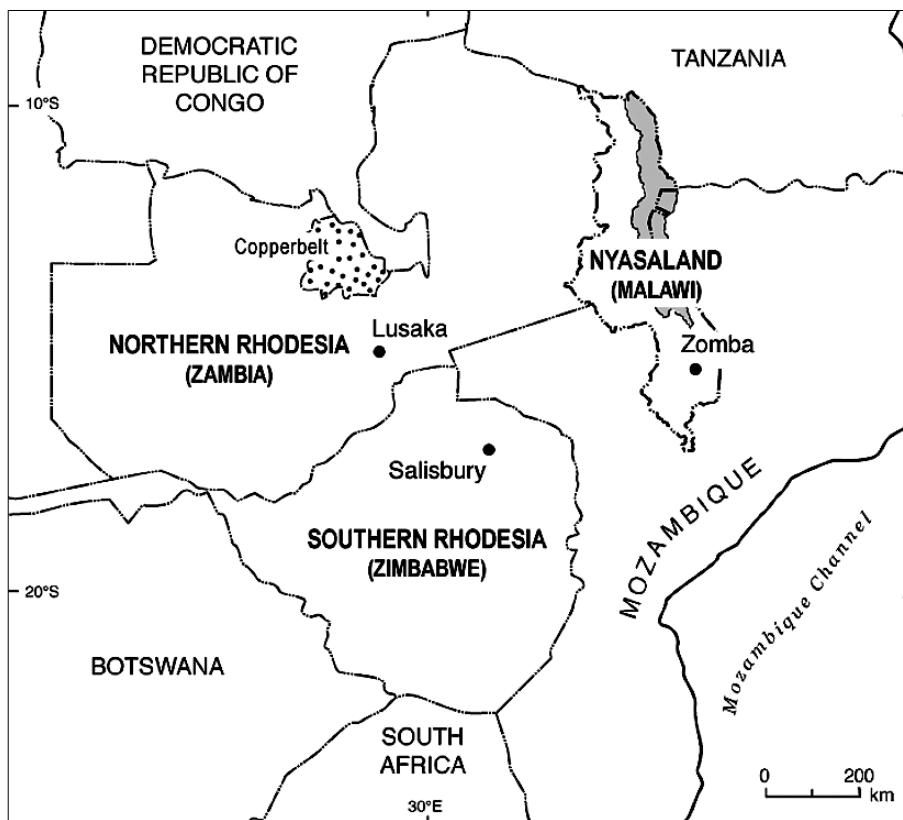 DEMOCRATIC
REPUBLIC OF
CONGO
TANZANIA
10°S
Copperbelt
NYASALAND
(MALAWI)
Lusaka
NORTHERN RHODESIA
(ZAMBIA)
Zomba
Salisbury
MOZAMBIQUE
SOUTHERN RHODESIA
(ZIMBABWE)
20°S
Mozambique Channel
BOTSWANA
SOUTH
AFRICA
0 200
km
30°E